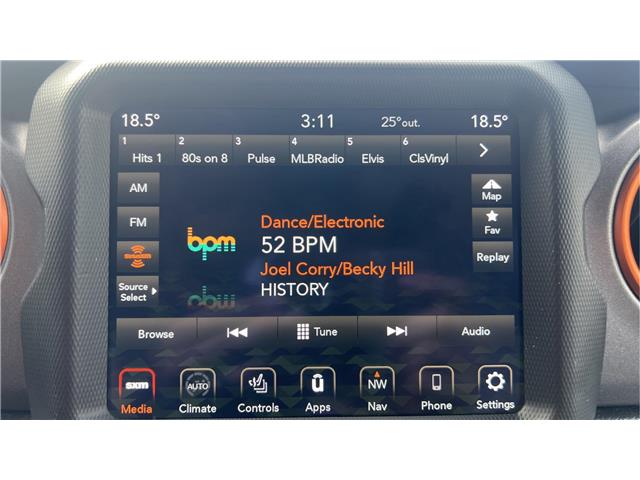 18.5° 3:11 25°out. 18.5°
1 Hits 1 2 80s on 8 3 Pulse 4 MLBRadio 5 Elvis 6 ClsVinyl
AM
Map
FM
Fav
bpm
Dance/Electronic
52 BPM
Joel Corry/Becky Hill
HISTORY
Replay
Source
Select
Browse Tune Audio
sxm AUTO NW
Media Climate Controls Apps Nav Phone Settings